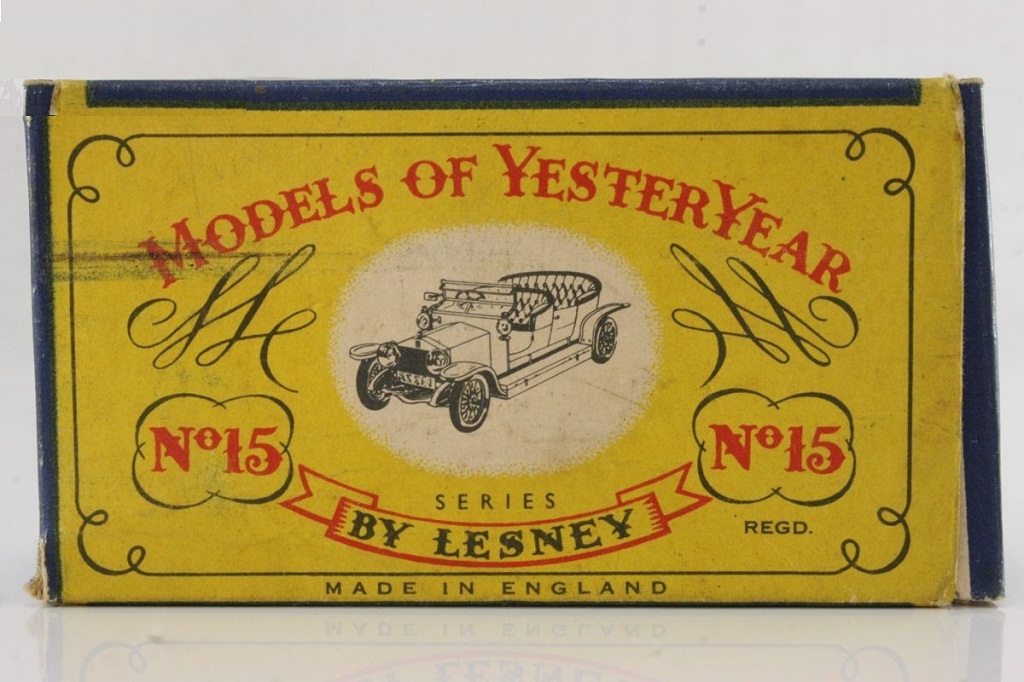 MODELS OF YESTERYEAR
Nº15
Nº15
SERIES
BY LESNEY
REGD.
MADE IN ENGLAND